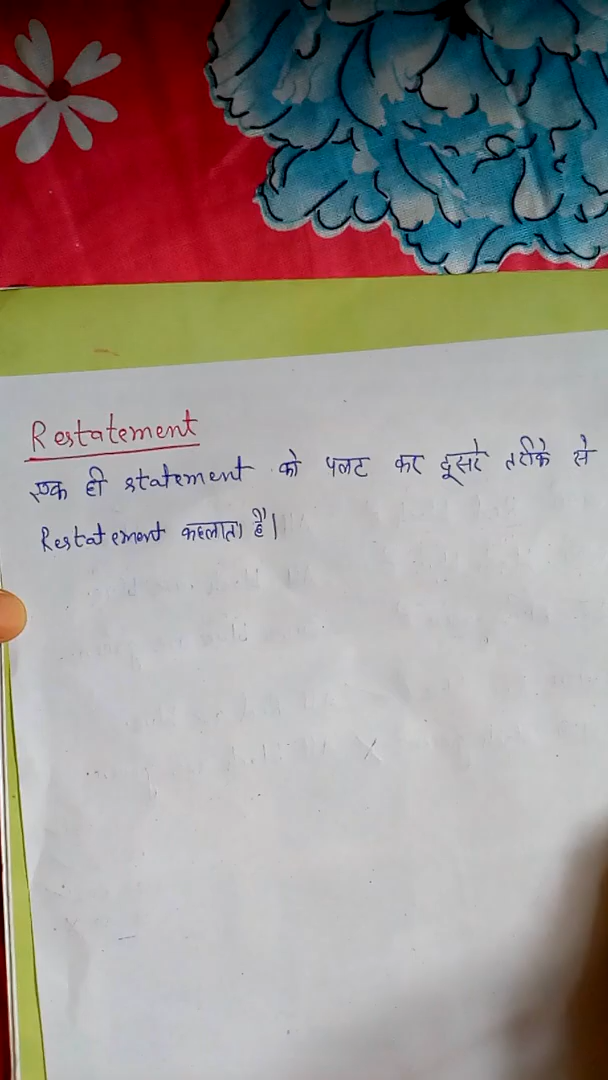 Restatement
एक ही statement को पलट कर दूसरे तरीके से
Restatement कहलाता है।